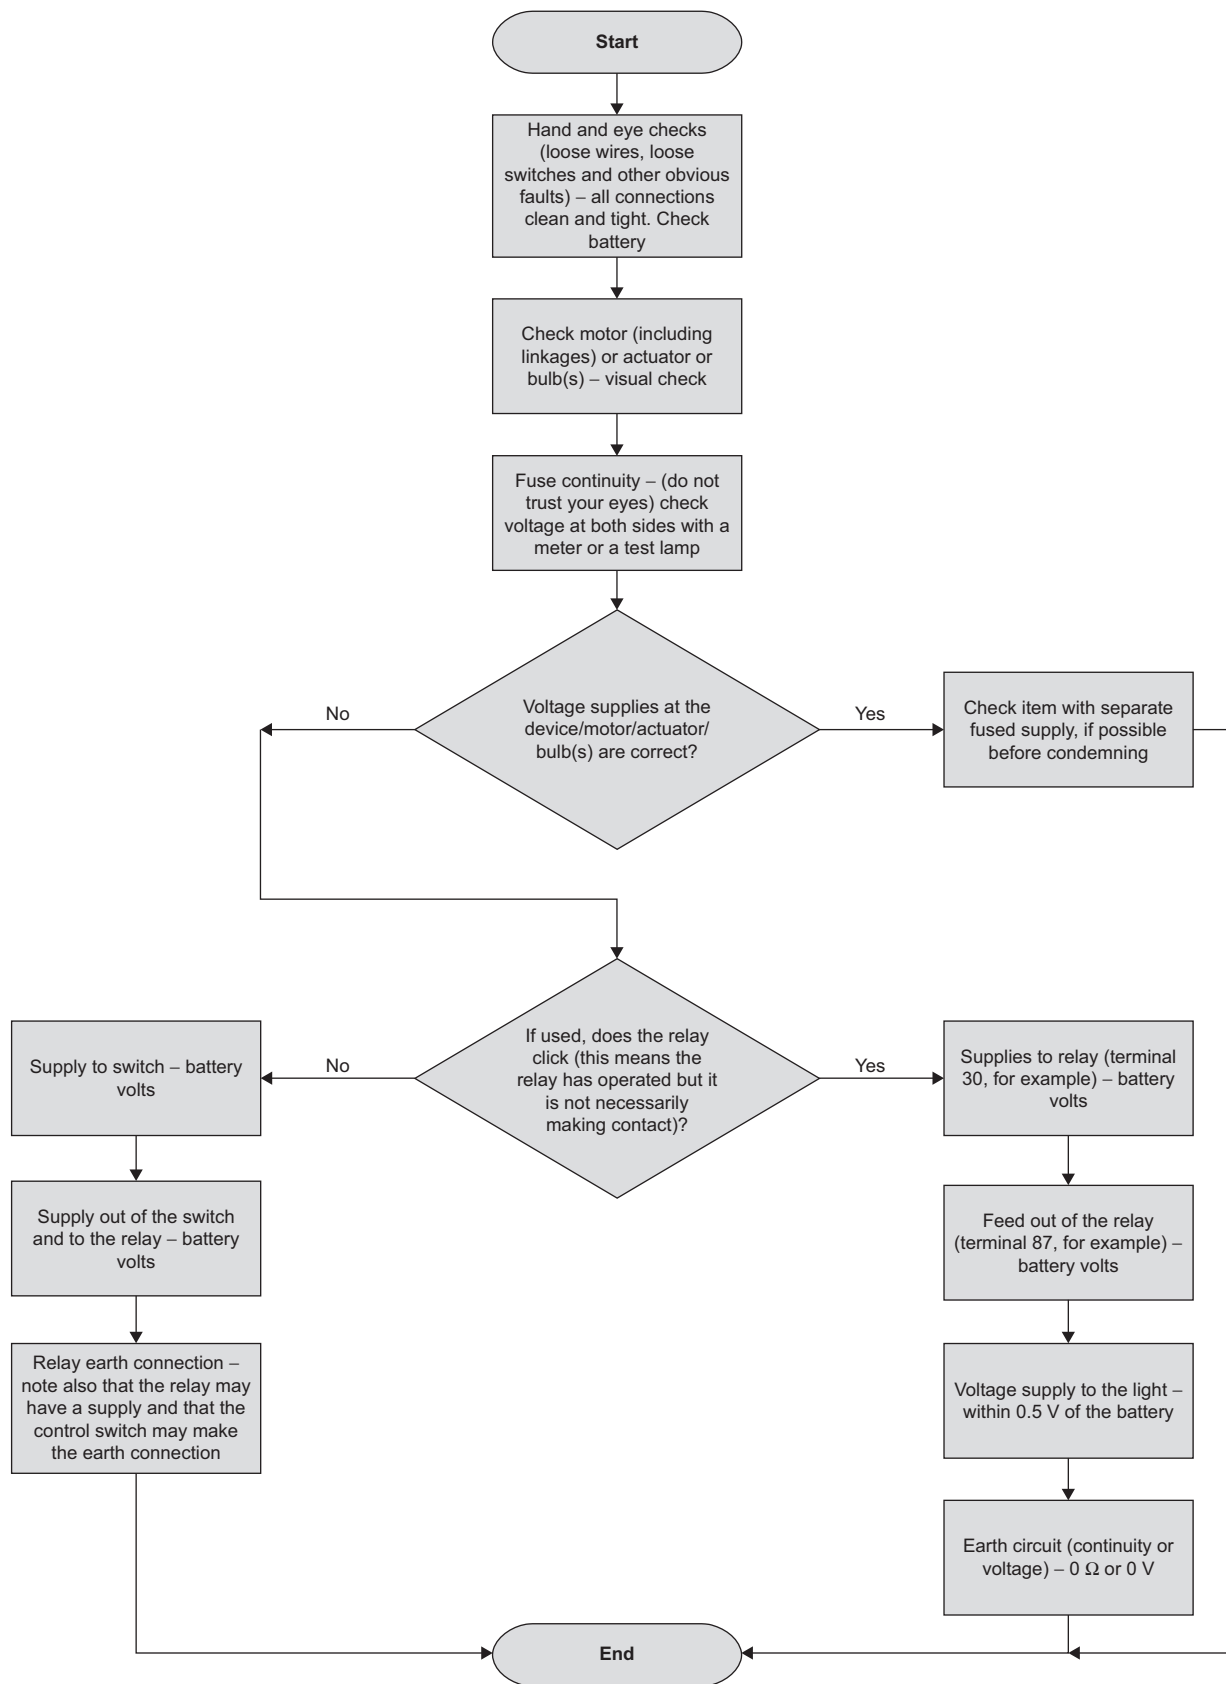 Start
Hand and eye checks
(loose wires, loose
switches and other obvious
faults) – all connections
clean and tight. Check
battery
Check motor (including
linkages) or actuator or
bulb(s) – visual check
Fuse continuity – (do not
trust your eyes) check
voltage at both sides with a
meter or a test lamp
No
Voltage supplies at the
device/motor/actuator/
bulb(s) are correct?
Yes
Check item with separate
fused supply, if possible
before condemning
If used, does the relay
click (this means the
relay has operated but it
is not necessarily
making contact)?
No
Yes
Supply to switch – battery
volts
Supply out of the switch
and to the relay – battery
volts
Relay earth connection –
note also that the relay may
have a supply and that the
control switch may make
the earth connection
Supplies to relay (terminal
30, for example) – battery
volts
Feed out of the relay
(terminal 87, for example) –
battery volts
Voltage supply to the light –
within 0.5 V of the battery
Earth circuit (continuity or
voltage) – 0 Ω or 0 V
End